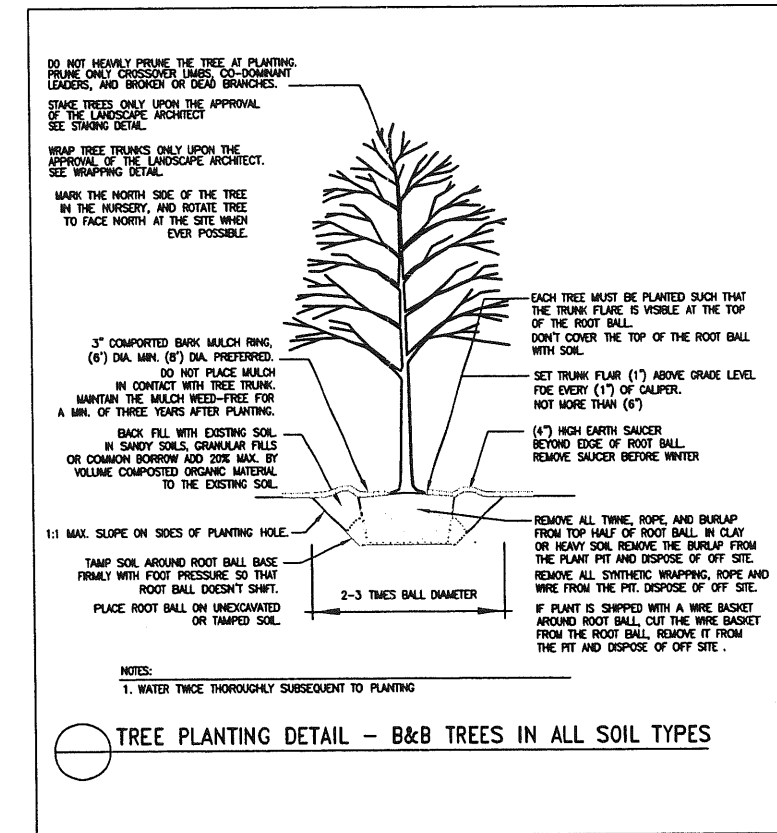 DO NOT HEAVILY PRUNE THE TREE AT PLANTING.
PRUNE ONLY CROSSOVER LIMBS, CO-DOMINANT
LEADERS, AND BROKEN OR DEAD BRANCHES.
STAKE TREES ONLY UPON THE APPROVAL
OF THE LANDSCAPE ARCHITECT
SEE STAKING DETAIL.
WRAP TREE TRUNKS ONLY UPON THE
APPROVAL OF THE LANDSCAPE ARCHITECT.
SEE WRAPPING DETAIL.
MARK THE NORTH SIDE OF THE TREE
IN THE NURSERY, AND ROTATE TREE
TO FACE NORTH AT THE SITE WHEN
EVER POSSIBLE.
3" COMPORTED BARK MULCH RING,
(6') DIA. MIN. (8') DIA. PREFERRED.
DO NOT PLACE MULCH
IN CONTACT WITH TREE TRUNK.
MAINTAIN THE MULCH WEED-FREE FOR
A MIN. OF THREE YEARS AFTER PLANTING.
BACK FILL WITH EXISTING SOIL.
IN SANDY SOILS, GRANULAR FILLS
OR COMMON BORROW ADD 20% MAX. BY
VOLUME COMPOSTED ORGANIC MATERIAL
TO THE EXISTING SOIL.
1:1 MAX. SLOPE ON SIDES OF PLANTING HOLE.
TAMP SOIL AROUND ROOT BALL BASE
FIRMLY WITH FOOT PRESSURE SO THAT
ROOT BALL DOESN'T SHIFT.
PLACE ROOT BALL ON UNEXCAVATED
OR TAMPED SOIL.
EACH TREE MUST BE PLANTED SUCH THAT
THE TRUNK FLARE IS VISIBLE AT THE TOP
OF THE ROOT BALL.
DON'T COVER THE TOP OF THE ROOT BALL
WITH SOIL.
SET TRUNK FLAIR (1") ABOVE GRADE LEVEL
FOE EVERY (1") OF CALIPER.
NOT MORE THAN (6")
(4") HIGH EARTH SAUCER
BEYOND EDGE OF ROOT BALL.
REMOVE SAUCER BEFORE WINTER
REMOVE ALL TWINE, ROPE, AND BURLAP
FROM TOP HALF OF ROOT BALL. IN CLAY
OR HEAVY SOIL REMOVE THE BURLAP FROM
THE PLANT PIT AND DISPOSE OF OFF SITE.
REMOVE ALL SYNTHETIC WRAPPING, ROPE AND
WIRE FROM THE PIT. DISPOSE OF OFF SITE.
IF PLANT IS SHIPPED WITH A WIRE BASKET
AROUND ROOT BALL, CUT THE WIRE BASKET
FROM THE ROOT BALL, REMOVE IT FROM
THE PIT AND DISPOSE OF OFF SITE .
2-3 TIMES BALL DIAMETER
NOTES:
1. WATER TWICE THOROUGHLY SUBSEQUENT TO PLANTING
TREE PLANTING DETAIL - B&B TREES IN ALL SOIL TYPES